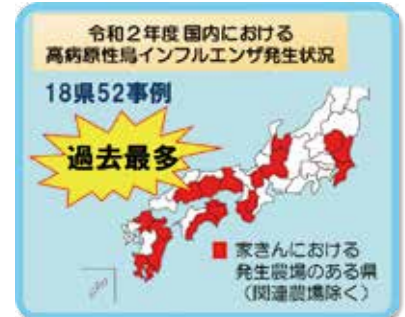 令和2年度 国内における
高病原性鳥インフルエンザ発生状況
18県52事例
過去最多
家きんにおける
発生農場のある県
（関連農場除く）